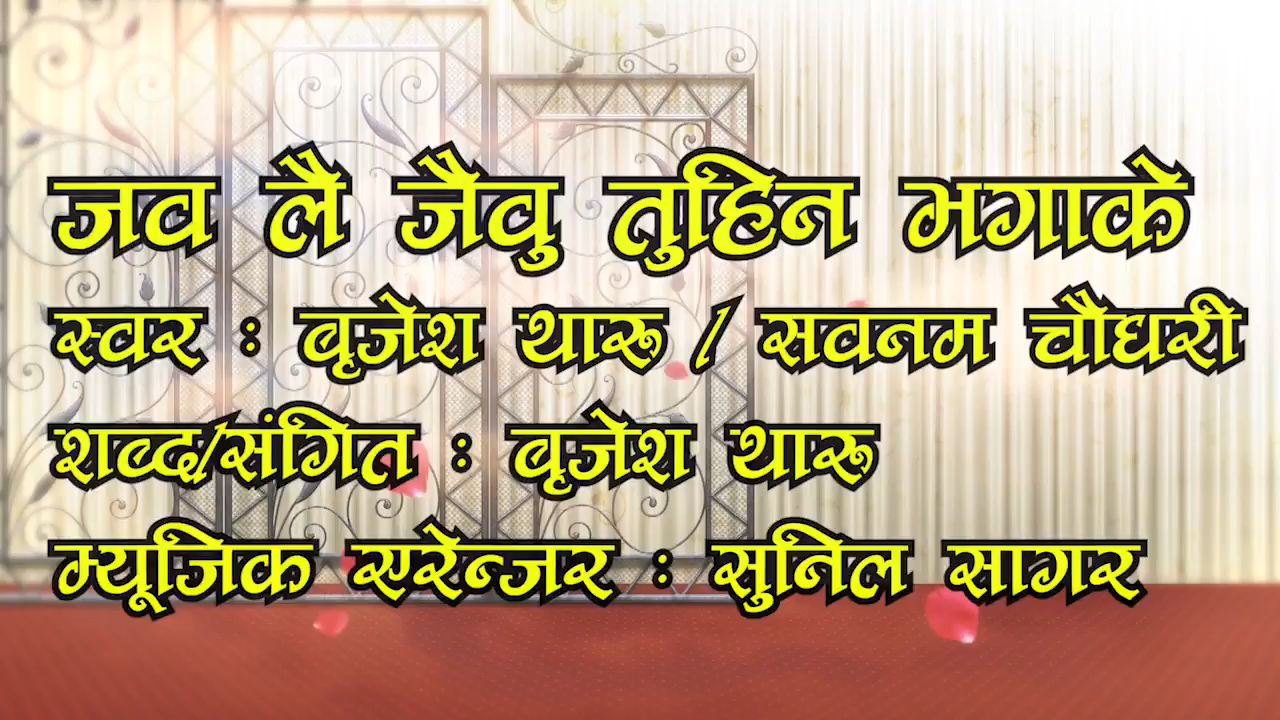 जव लै जैवु तुहिन भगाके
स्वर : वृजेश थारू / सवनम चौधरी
शव्द/संगित : वृजेश थारू
म्यूजिक एरेन्जर : सुनिल सागर